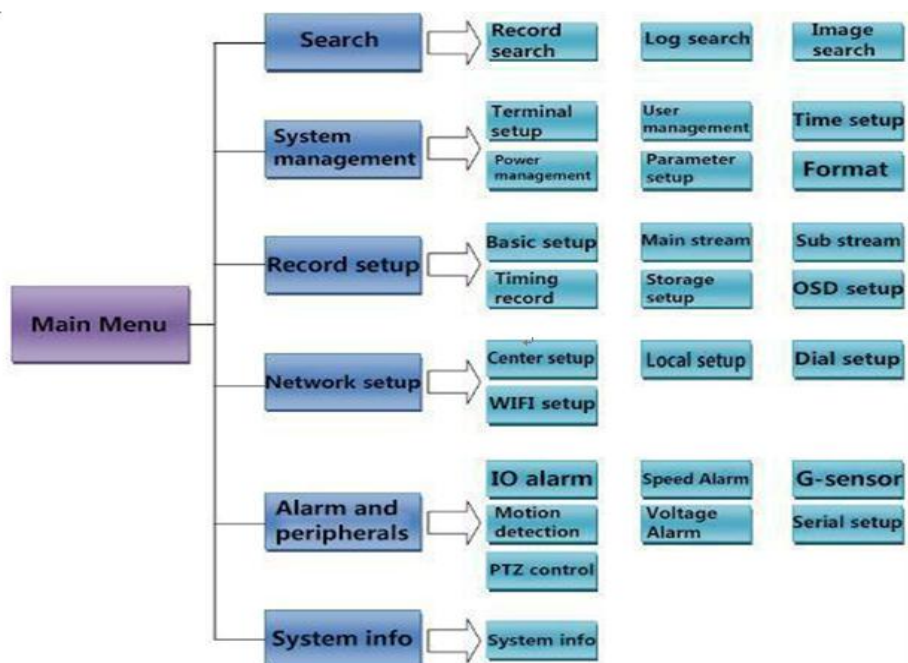 Main Menu
Search
Record
search
Log search
Image
search
System
management
Terminal
setup
User
management
Time setup
Power
management
Parameter
setup
Format
Record setup
Basic setup
Main stream
Sub stream
Timing
record
Storage
setup
OSD setup
Network setup
Center setup
Local setup
Dial setup
WIFI setup
Alarm and
peripherals
IO alarm
Speed Alarm
G-sensor
Motion
detection
Voltage
Alarm
Serial setup
PTZ control
System info
System info